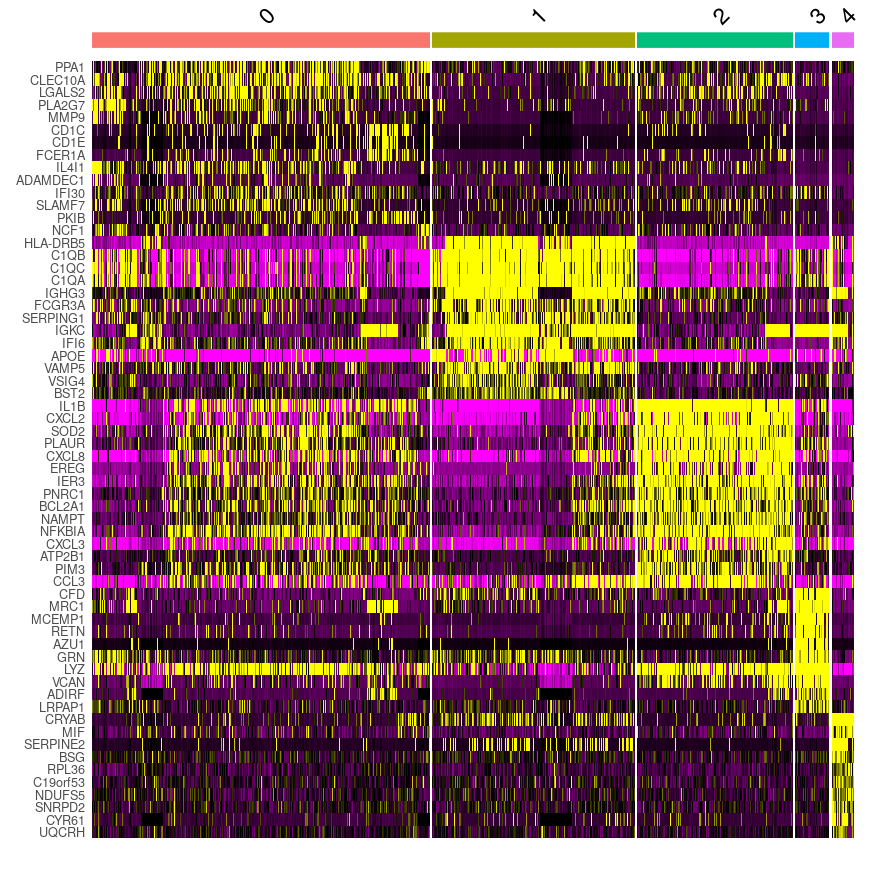 0 1 2 3 4
PPA1
CLEC10A
LGALS2
PLA2G7
MMP9
CD1C
CD1E
FCER1A
IL4I1
ADAMDEC1
IFI30
SLAMF7
PKIB
NCF1
HLA-DRB5
C1QB
C1QC
C1QA
IGHG3
FCGR3A
SERPING1
IGKC
IFI6
APOE
VAMP5
VSIG4
BST2
IL1B
CXCL2
SOD2
PLAUR
CXCL8
EREG
IER3
PNRC1
BCL2A1
NAMPT
NFKBIA
CXCL3
ATP2B1
PIM3
CCL3
CFD
MRC1
MCEMP1
RETN
AZU1
GRN
LYZ
VCAN
ADIRF
LRPAP1
CRYAB
MIF
SERPINE2
BSG
RPL36
C19orf53
NDUFS5
SNRPD2
CYR61
UQCRH